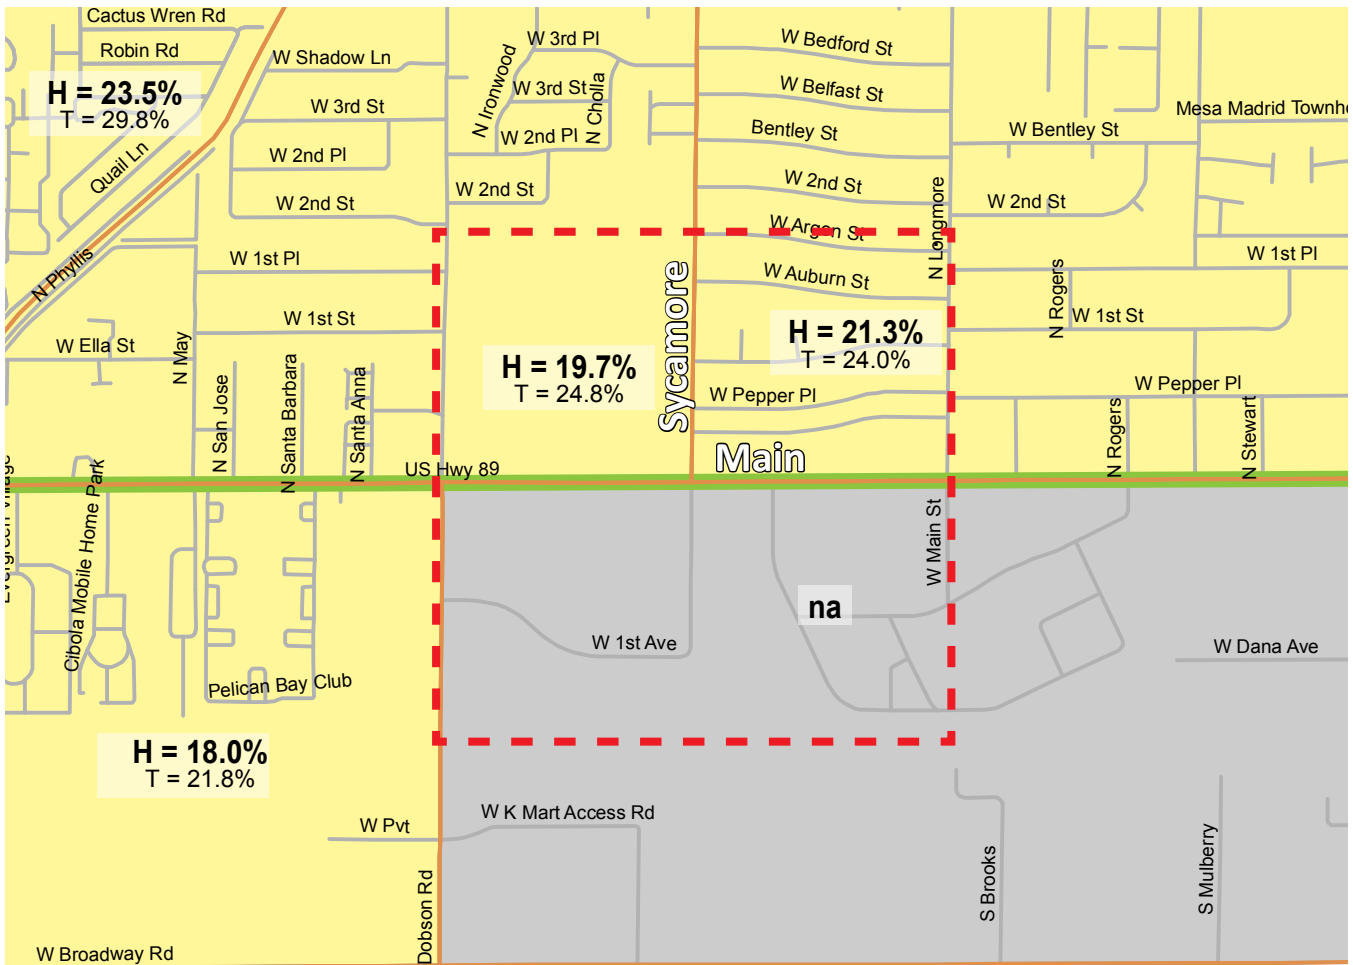 Cactus Wren Rd
Robin Rd
W Shadow Ln
W 3rd Pl
W Bedford St
H = 23.5%
T = 29.8%
W 3rd St
N Ironwood
W 3rd St
N Cholla
W Belfast St
Mesa Madrid Townho
Quail Ln
W 2nd Pl
W 2nd Pl
Bentley St
W Bentley St
W 2nd St
W 2nd St
W 2nd St
W 2nd St
N Phyllis
W 1st Pl
W Argon St
N Longmore
W 1st Pl
W Auburn St
N Rogers
W 1st St
Sycamore
W 1st St
W Ella St
N May
H = 19.7%
T = 24.8%
H = 21.3%
T = 24.0%
N San Jose
N Santa Barbara
N Santa Anna
W Pepper Pl
W Pepper Pl
N Rogers
N Stewart
US Hwy 89
Main
Evergreen Village
Cibola Mobile Home Park
W Main St
na
W 1st Ave
W Dana Ave
Pelican Bay Club
H = 18.0%
T = 21.8%
W Pvt
W K Mart Access Rd
Dobson Rd
S Brooks
S Mulberry
W Broadway Rd